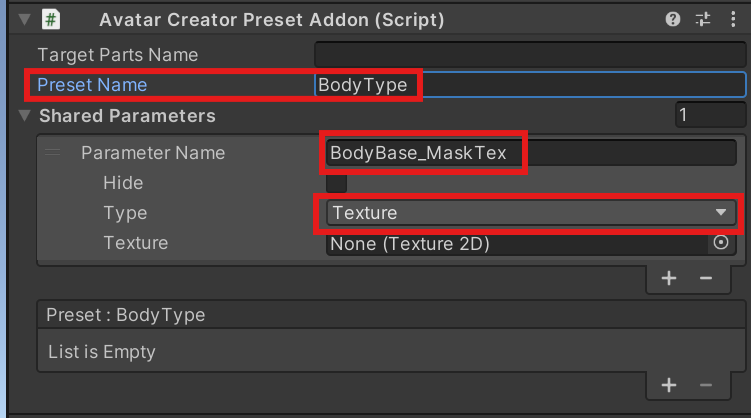 # Avatar Creator Preset Addon (Script)
Target Parts Name
Preset Name BodyType
Shared Parameters 1
Parameter Name BodyBase_MaskTex
Hide
Type Texture
Texture None (Texture 2D)
+ −
Preset : BodyType
List is Empty
+ −